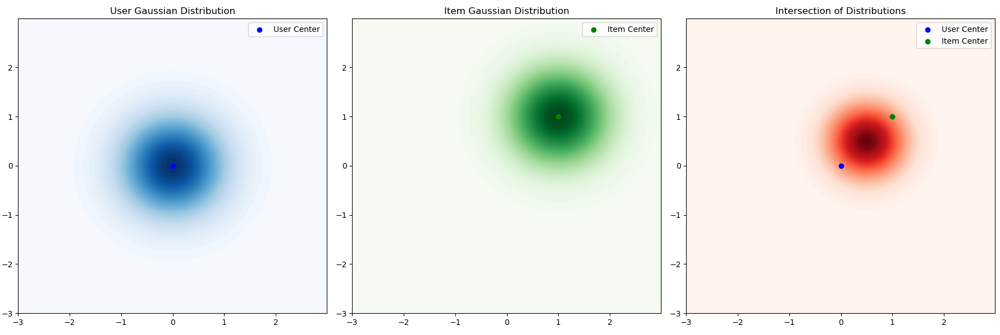 User Gaussian Distribution
User Center
2
1
0
−1
−2
−3
−3 −2 −1 0 1 2
Item Gaussian Distribution
Item Center
2
1
0
−1
−2
−3
−3 −2 −1 0 1 2
Intersection of Distributions
User Center
Item Center
2
1
0
−1
−2
−3
−3 −2 −1 0 1 2